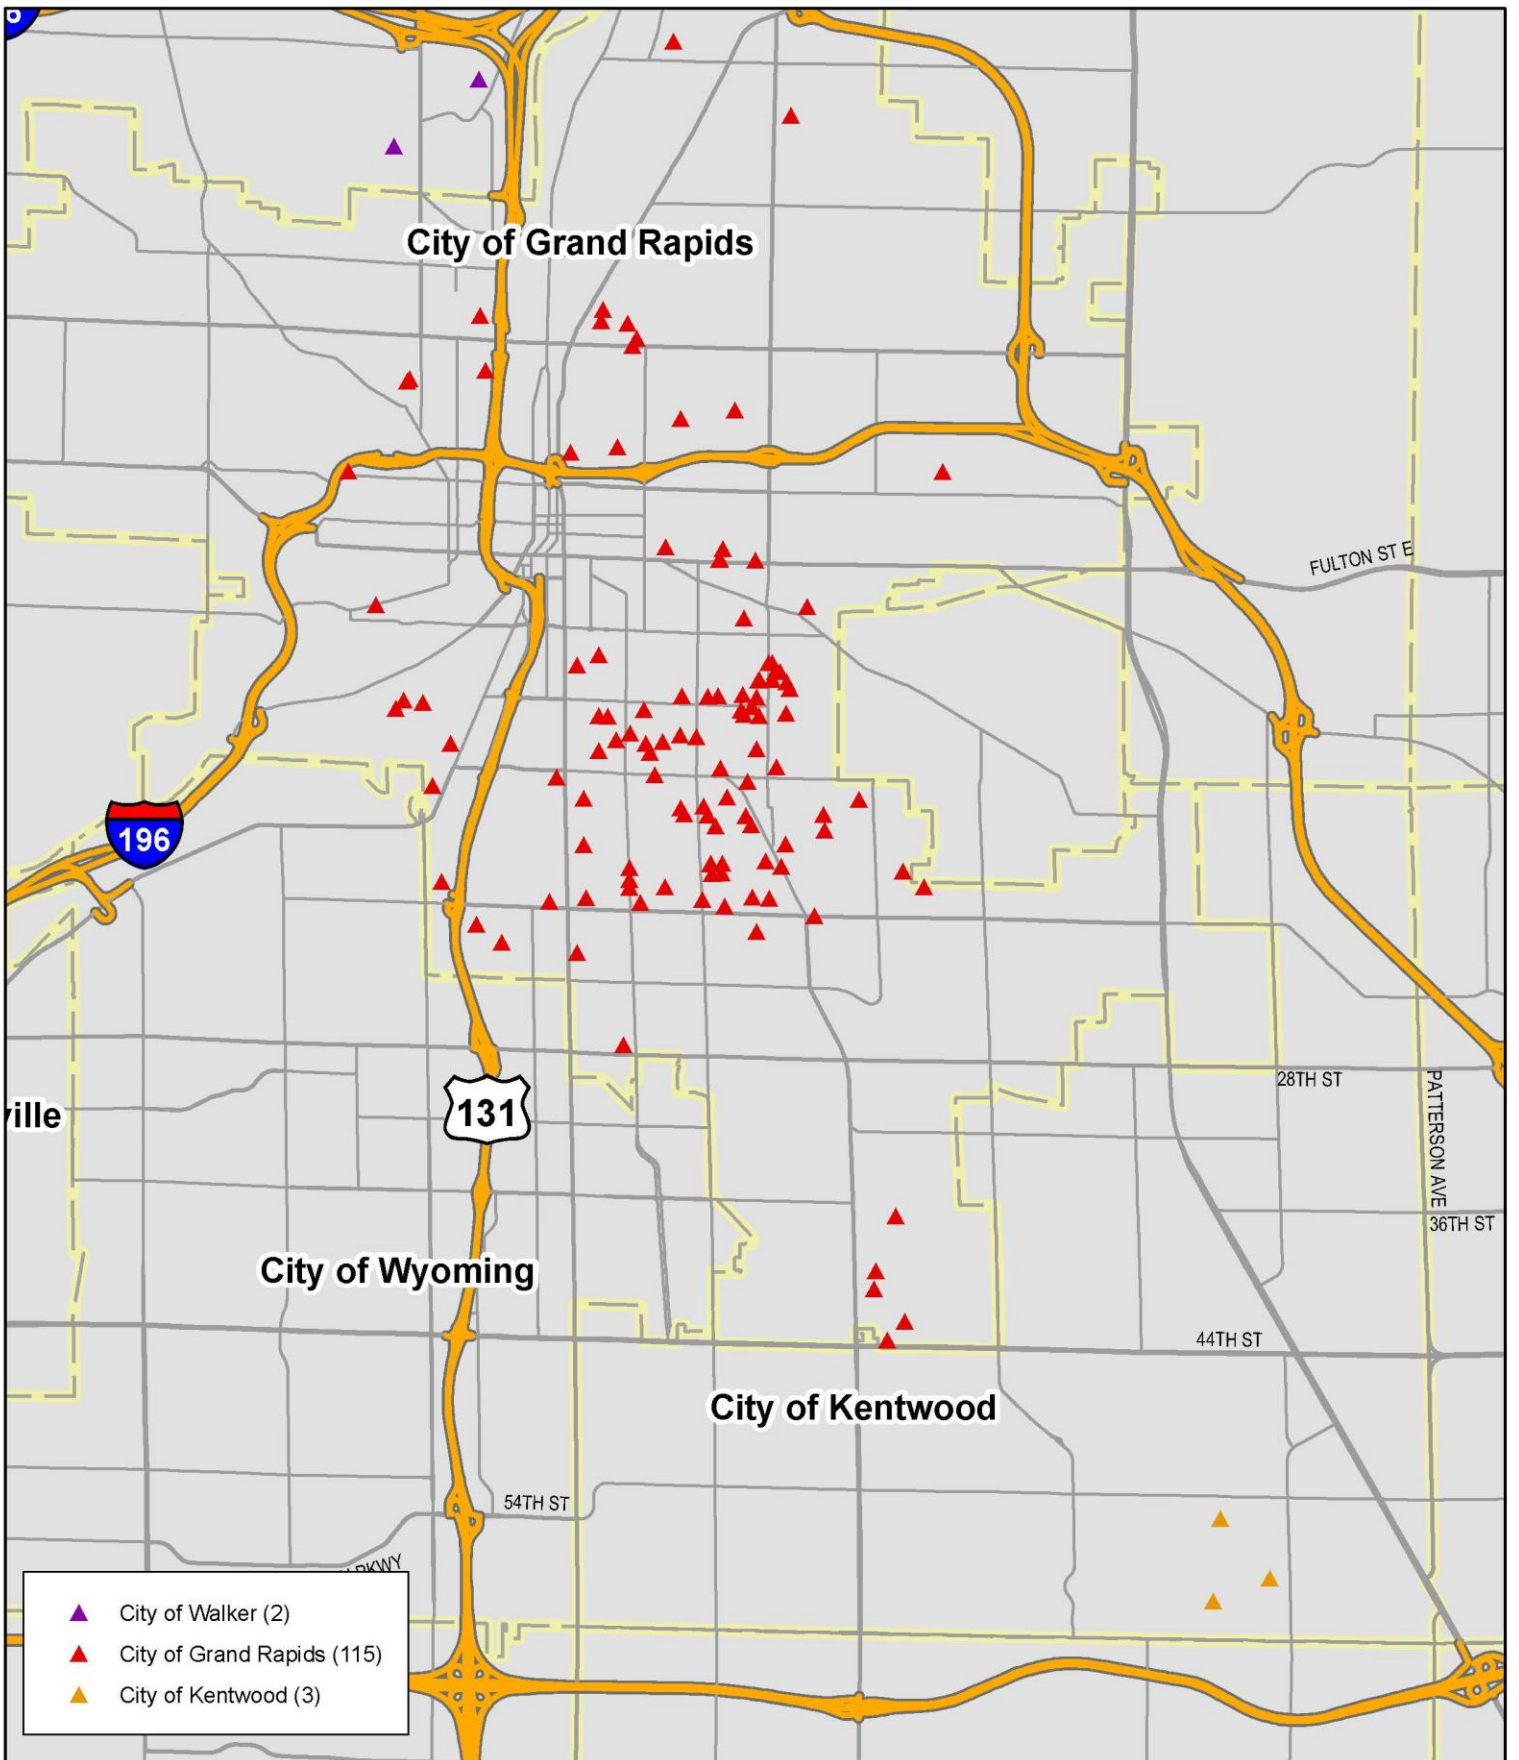 City of Grand Rapids
FULTON ST E
196
28TH ST
PATTERSON AVE
ville
131
36TH ST
City of Wyoming
44TH ST
City of Kentwood
54TH ST
PKWY
City of Walker (2)
City of Grand Rapids (115)
City of Kentwood (3)